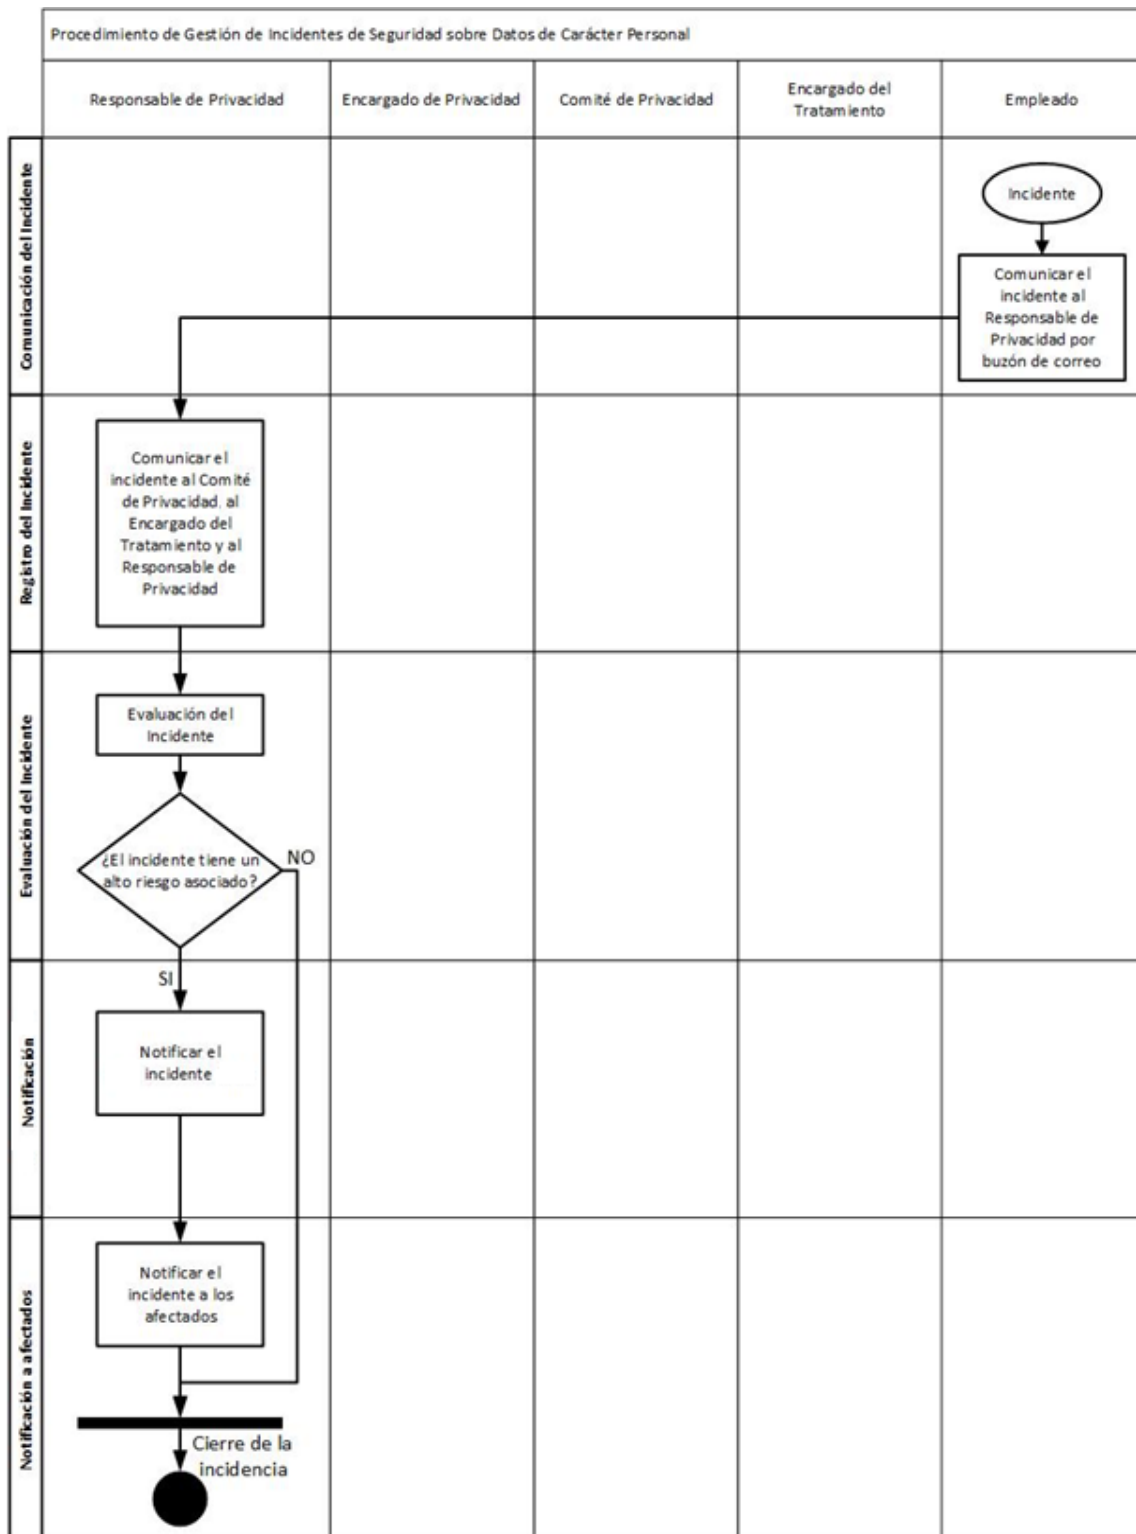 Procedimiento de Gestión de Incidentes de Seguridad sobre Datos de Carácter Personal
Responsable de Privacidad
Encargado de Privacidad
Comité de Privacidad
Encargado del
Tratamiento
Empleado
Comunicación del Incidente
Incidente
Comunicar el
incidente al
Responsable de
Privacidad por
buzón de correo
Registro del Incidente
Comunicar el
incidente al Comité
de Privacidad, al
Encargado del
Tratamiento y al
Responsable de
Privacidad
Evaluación del Incidente
Evaluación del
Incidente
¿El incidente tiene un
alto riesgo asociado?
NO
SI
Notificación
Notificar el
incidente
Notificación a afectados
Notificar el
incidente a los
afectados
Cierre de la
incidencia